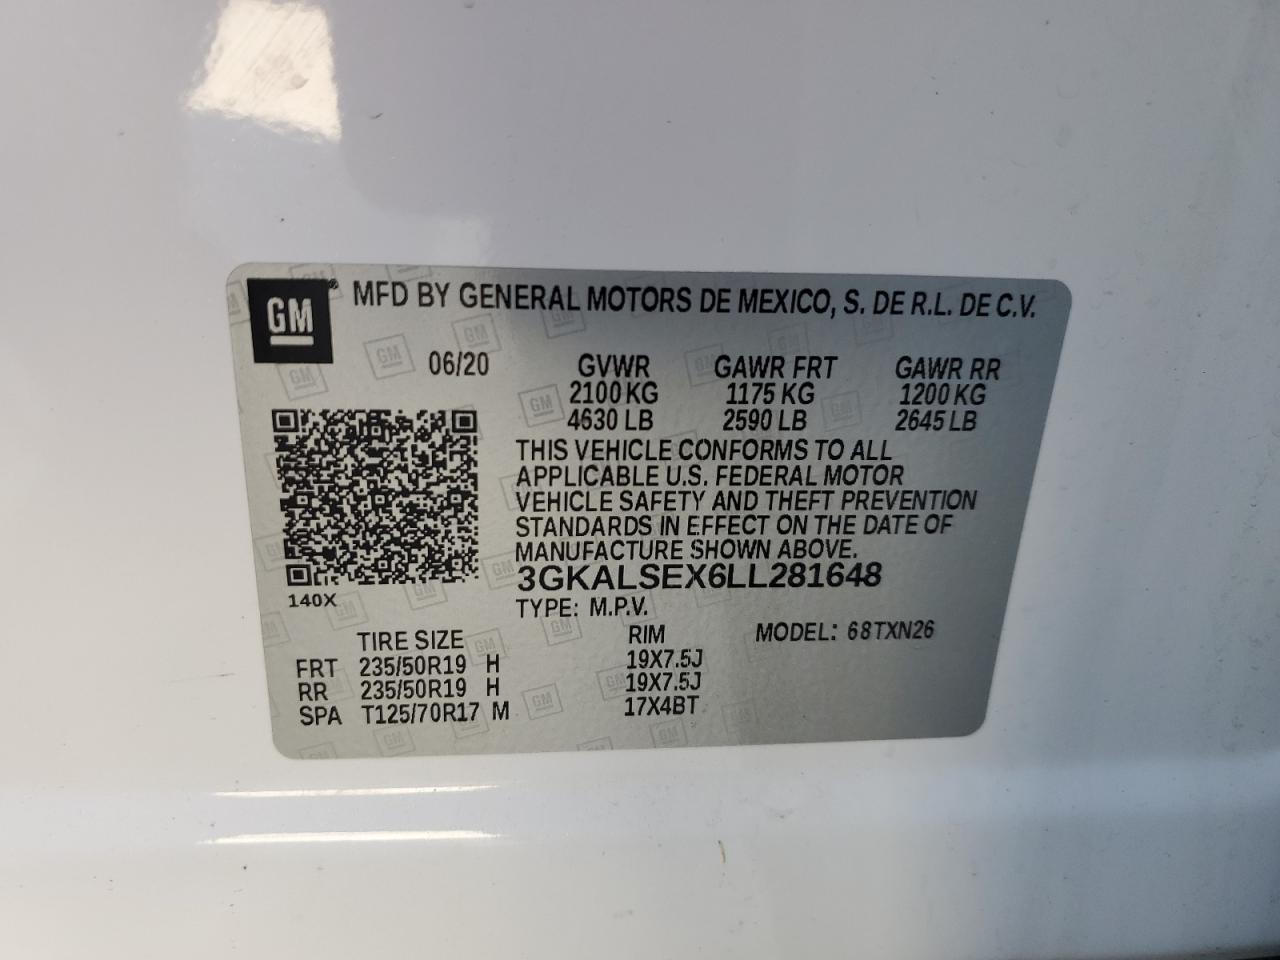 GM® MFD BY GENERAL MOTORS DE MEXICO, S. DE R.L. DE C.V.
06/20 GVWR GAWR FRT GAWR RR
2100 KG 1175 KG 1200 KG
4630 LB 2590 LB 2645 LB
THIS VEHICLE CONFORMS TO ALL
APPLICABLE U.S. FEDERAL MOTOR
VEHICLE SAFETY AND THEFT PREVENTION
STANDARDS IN EFFECT ON THE DATE OF
MANUFACTURE SHOWN ABOVE.
3GKALSEX6LL281648
140X
TYPE: M.P.V.
TIRE SIZE RIM MODEL: 68TXN26
FRT 235/50R19 H 19X7.5J
RR 235/50R19 H 19X7.5J
SPA T125/70R17 M 17X4BT